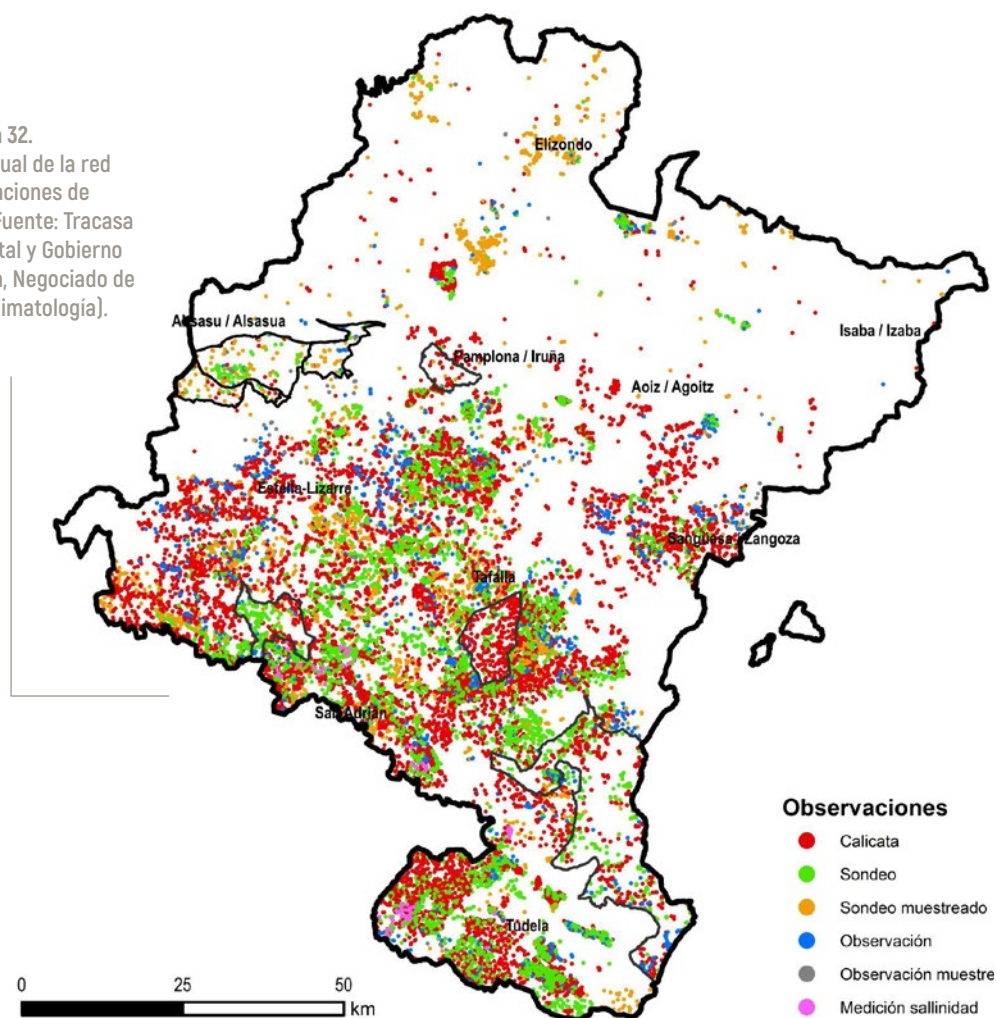 32.
ual de la red
aciones de
Fuente: Tracasa
tal y Gobierno
, Negociado de
limatología).
Elizondo
Altsasu / Alsasua
Isaba / Izaba
Pamplona / Iruña
Aoiz / Agoitz
Estella-Lizarra
Sangüesa / Zangoza
Tafalla
San Adrián
Tudela
Observaciones
Calicata
Sondeo
Sondeo muestreado
Observación
Observación muestre
Medición sallinidad
0 25 50
km